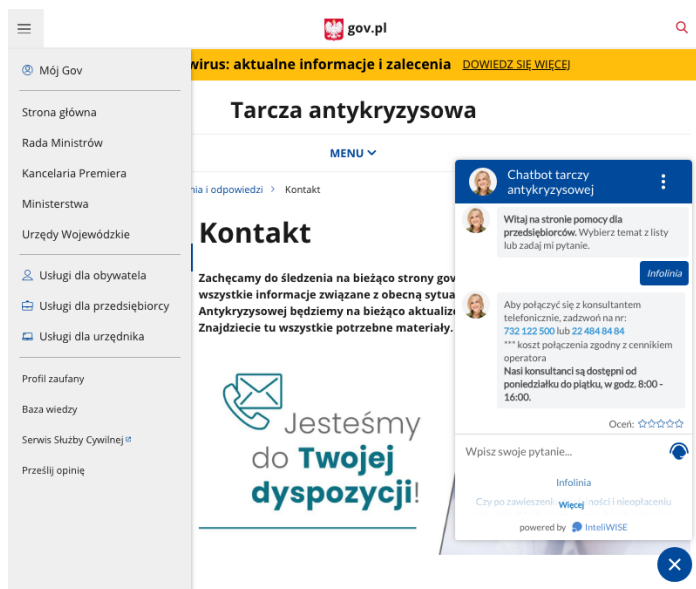 gov.pl
Mój Gov
Strona główna
Rada Ministrów
Kancelaria Premiera
Ministerstwa
Urzędy Wojewódzkie
Usługi dla obywatela
Usługi dla przedsiębiorcy
Usługi dla urzędnika
Profil zaufany
Baza wiedzy
Serwis Służby Cywilnej
Prześlij opinię
wirus: aktualne informacje i zalecenia DOWIEDZ SIĘ WIĘCEJ
Tarcza antykryzysowa
MENU
nia i odpowiedzi > Kontakt
Kontakt
Zachęcamy do śledzenia na bieżąco strony gov
wszystkie informacje związane z obecną sytua
Antykryzysowej będziemy na bieżąco aktualizo
Znajdziecie tu wszystkie potrzebne materiały.
Jesteśmy
do Twojej
dyspozycji!
Chatbot tarczy
antykryzysowej
Witaj na stronie pomocy dla
przedsiębiorców. Wybierz temat z listy
lub zadaj mi pytanie.
Infolinia
Aby połączyć się z konsultantem
telefonicznie, zadzwoń na nr:
732 122 500 lub 22 484 84 84
*** koszt połączenia zgodny z cennikiem
operatora
Nasi konsultanci są dostępni od
poniedziałku do piątku, w godz. 8:00 -
16:00.
Oceń:
Wpisz swoje pytanie...
Infolinia
Czy po zawieszen ności i nieopłaceniu
Więcej
powered by InteliWISE